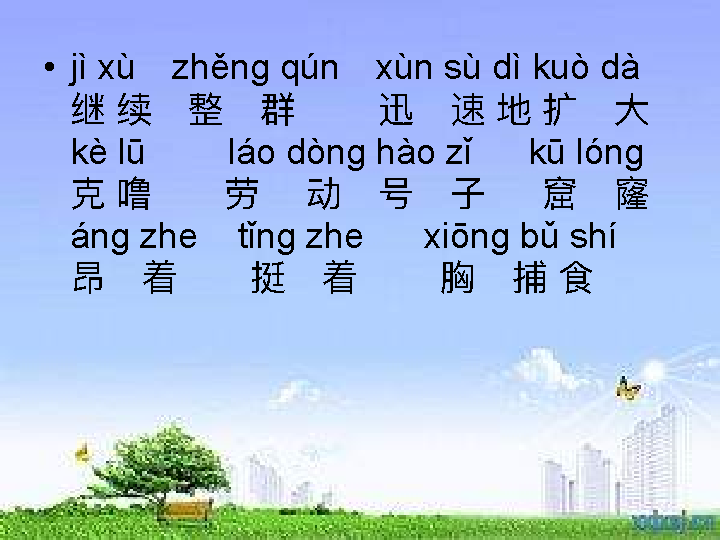 • jì xù zhěng qún xùn sù dì kuò dà
继 续 整 群 迅 速 地 扩 大
kè lū láo dòng hào zǐ kū lóng
克 噜 劳 动 号 子 窟 窿
áng zhe tǐng zhe xiōng bǔ shí
昂 着 挺 着 胸 捕 食